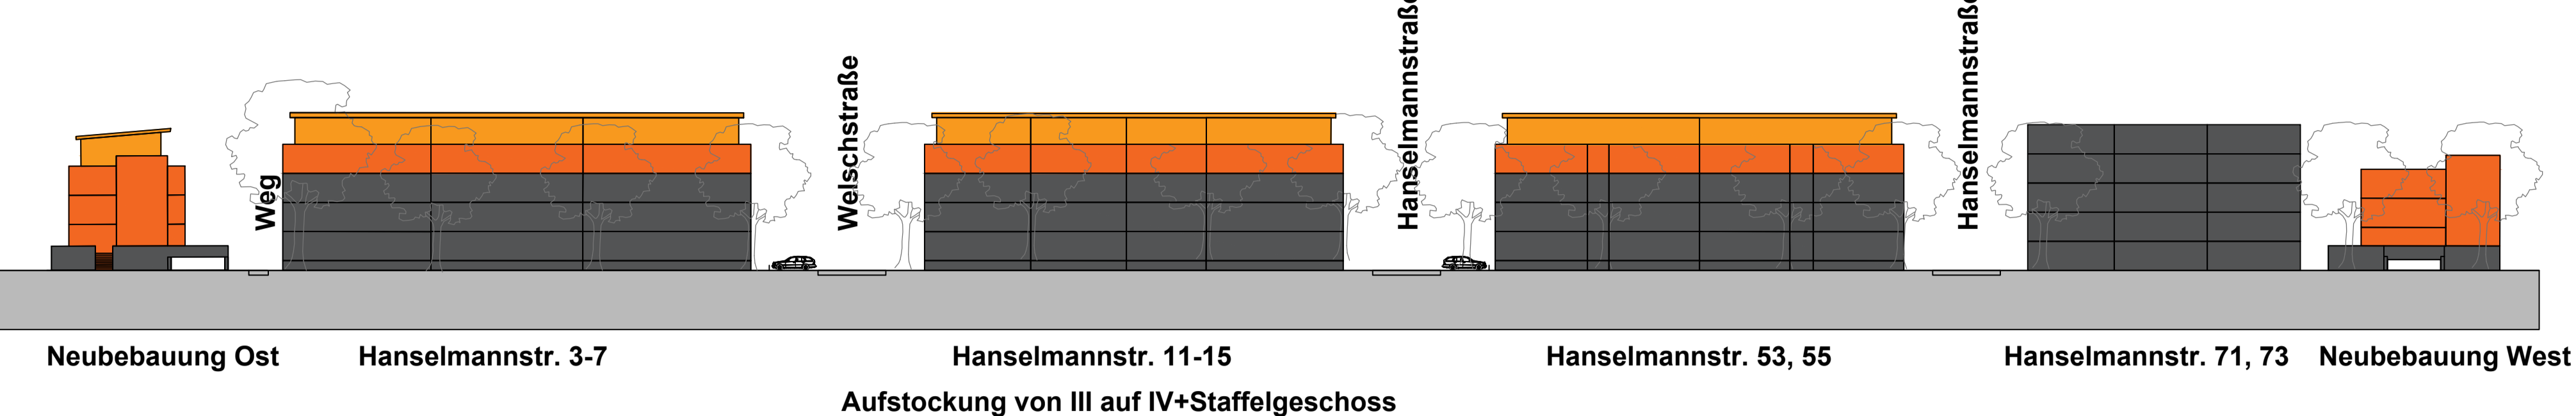 Weg
Welschstraße
Hanselmannstraße
Hanselmannstraße
Neubebauung Ost
Hanselmannstr. 3-7
Hanselmannstr. 11-15
Hanselmannstr. 53, 55
Hanselmannstr. 71, 73
Neubebauung West
Aufstockung von III auf IV+Staffelgeschoss